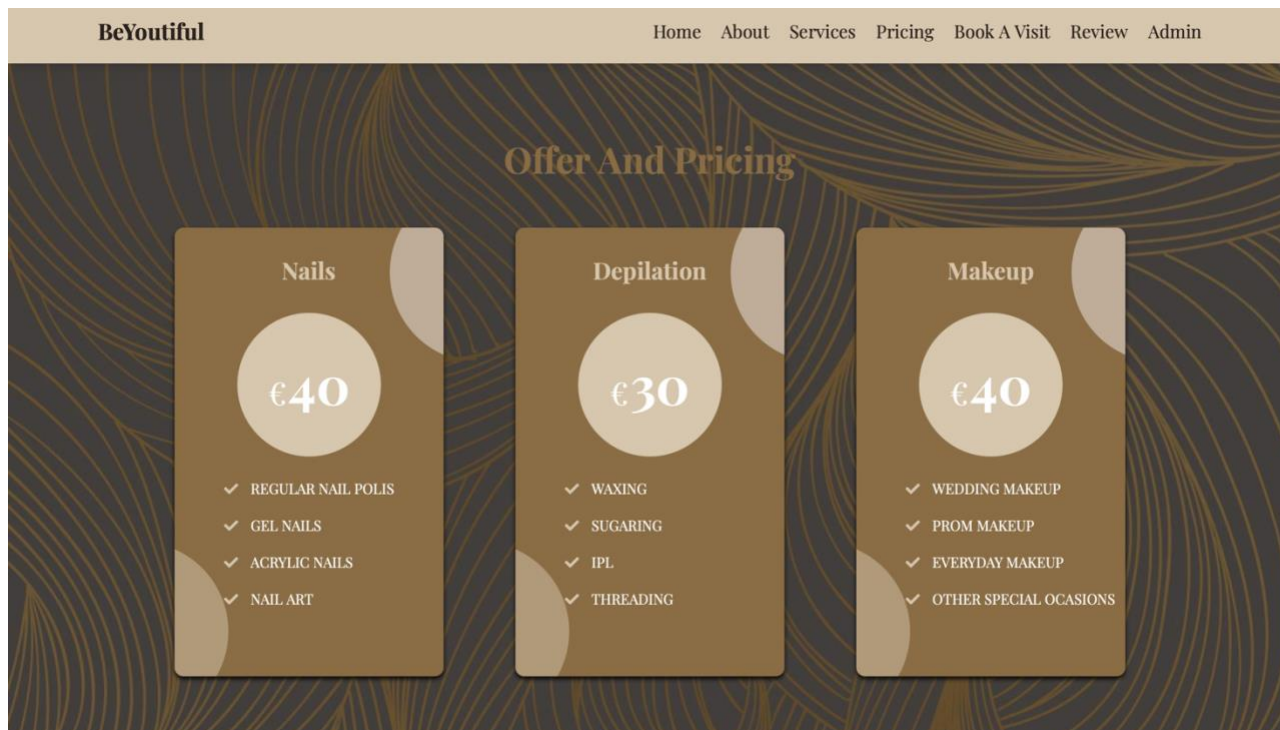 BeYoutiful
Home About Services Pricing Book A Visit Review Admin
Offer And Pricing
Nails
€40
REGULAR NAIL POLIS
GEL NAILS
ACRYLIC NAILS
NAIL ART
Depilation
€30
WAXING
SUGARING
IPL
THREADING
Makeup
€40
WEDDING MAKEUP
PROM MAKEUP
EVERYDAY MAKEUP
OTHER SPECIAL OCASIONS